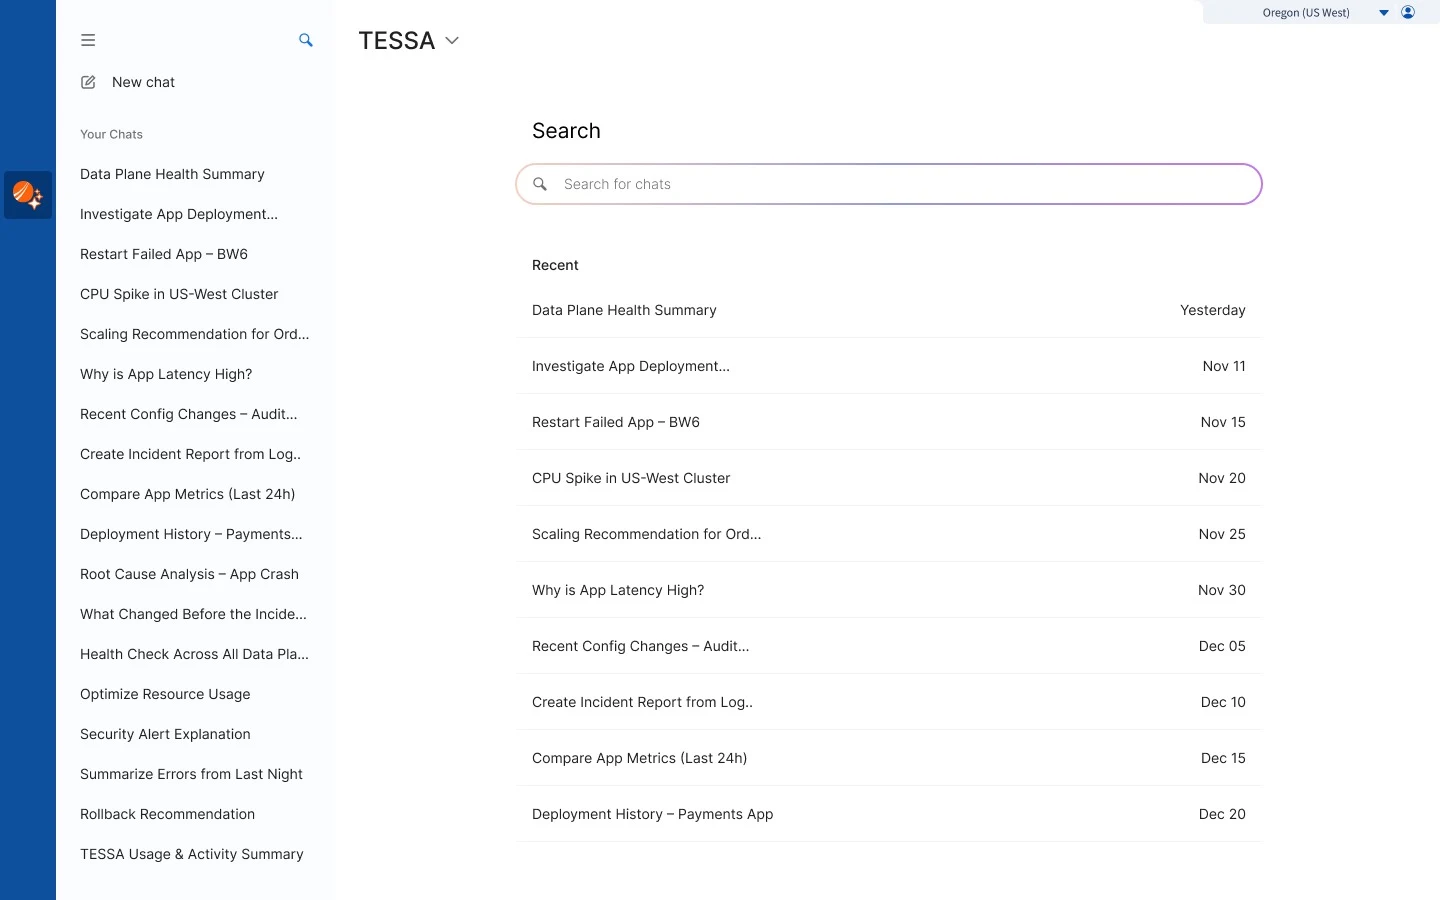 Oregon (US West)
TESSA
New chat
Your Chats
Data Plane Health Summary
Investigate App Deployment...
Restart Failed App – BW6
CPU Spike in US-West Cluster
Scaling Recommendation for Ord...
Why is App Latency High?
Recent Config Changes – Audit...
Create Incident Report from Log..
Compare App Metrics (Last 24h)
Deployment History – Payments...
Root Cause Analysis – App Crash
What Changed Before the Incide...
Health Check Across All Data Pla...
Optimize Resource Usage
Security Alert Explanation
Summarize Errors from Last Night
Rollback Recommendation
TESSA Usage & Activity Summary
Search
Search for chats
Recent
Data Plane Health Summary Yesterday
Investigate App Deployment... Nov 11
Restart Failed App – BW6 Nov 15
CPU Spike in US-West Cluster Nov 20
Scaling Recommendation for Ord... Nov 25
Why is App Latency High? Nov 30
Recent Config Changes – Audit... Dec 05
Create Incident Report from Log.. Dec 10
Compare App Metrics (Last 24h) Dec 15
Deployment History – Payments App Dec 20